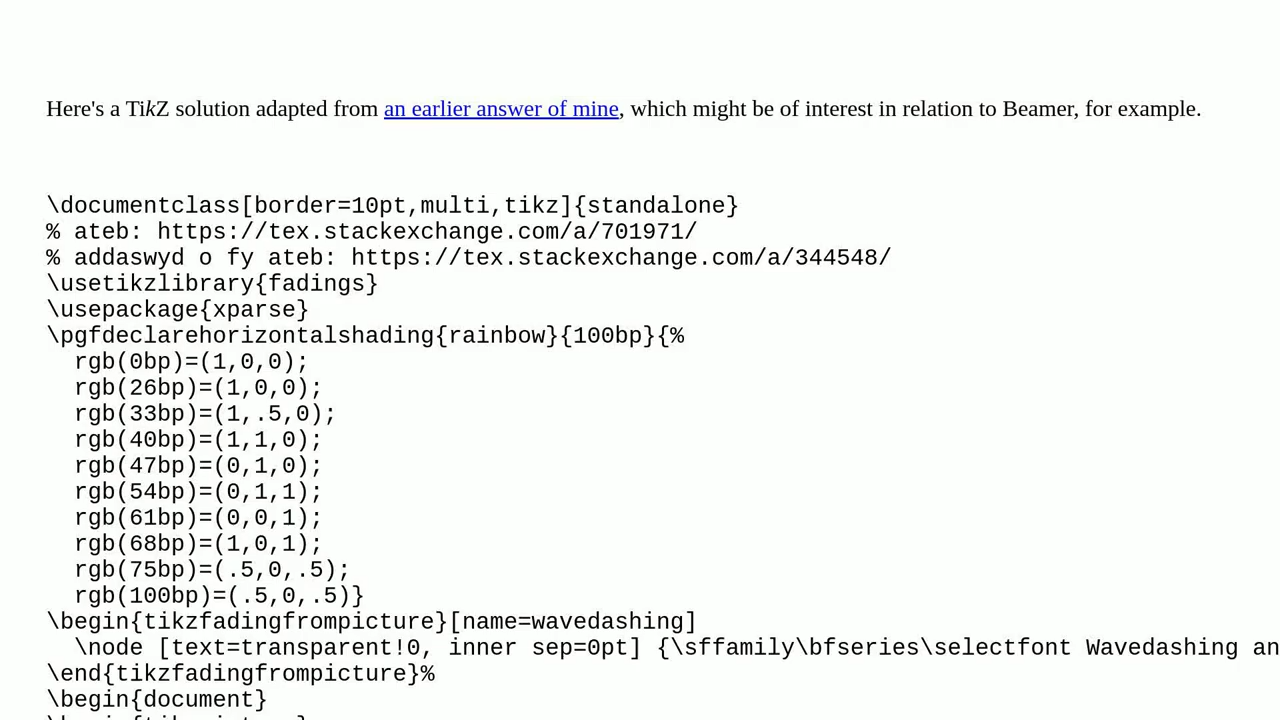 Here's a TikZ solution adapted from an earlier answer of mine, which might be of interest in relation to Beamer, for example.
\documentclass[border=10pt,multi,tikz]{standalone}
% ateb: https://tex.stackexchange.com/a/701971/
% addaswyd o fy ateb: https://tex.stackexchange.com/a/344548/
\usetikzlibrary{fadings}
\usepackage{xparse}
\pgfdeclarehorizontalshading{rainbow}{100bp}{%
  rgb(0bp)=(1,0,0);
  rgb(26bp)=(1,0,0);
  rgb(33bp)=(1,.5,0);
  rgb(40bp)=(1,1,0);
  rgb(47bp)=(0,1,0);
  rgb(54bp)=(0,1,1);
  rgb(61bp)=(0,0,1);
  rgb(68bp)=(1,0,1);
  rgb(75bp)=(.5,0,.5);
  rgb(100bp)=(.5,0,.5)}
\begin{tikzfadingfrompicture}[name=wavedashing]
  \node [text=transparent!0, inner sep=0pt] {\sffamily\bfseries\selectfont Wavedashing an
\end{tikzfadingfrompicture}%
\begin{document}